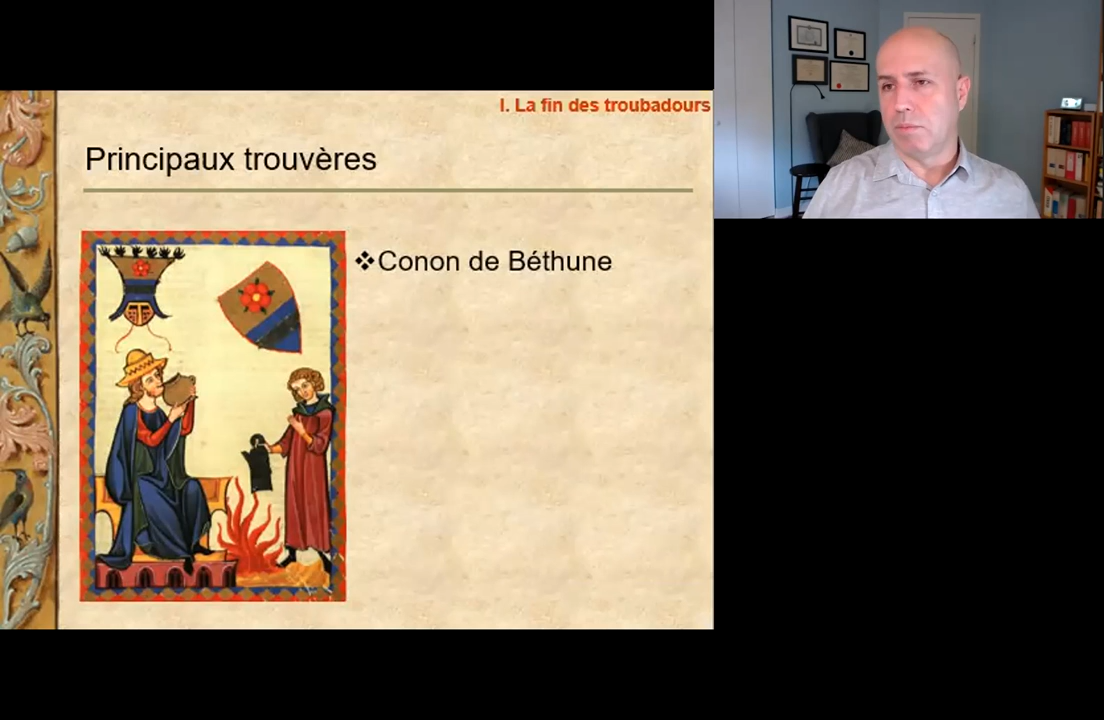 I. La fin des troubadours
Principaux trouvères
❖Conon de Béthune